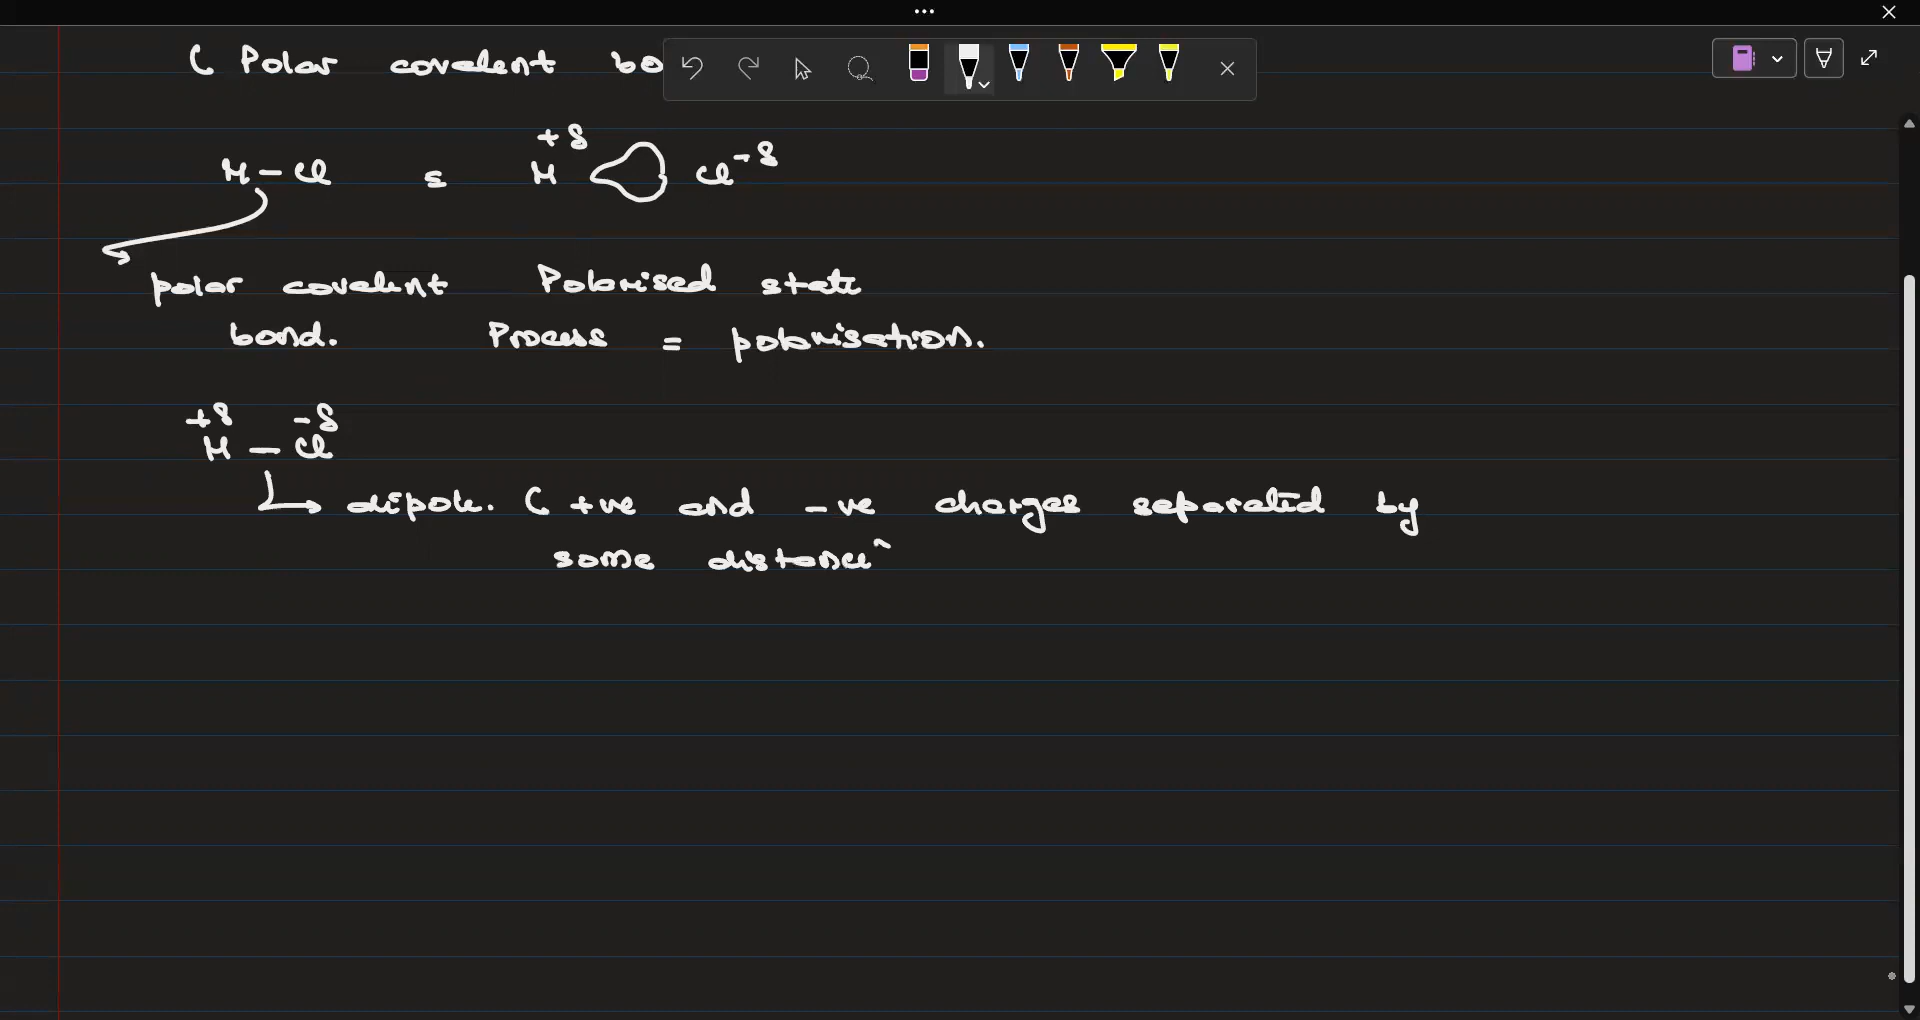 ( Polar covalent bo
+δ
H – Cl = H Cl -δ
polar covalent Polarised state
bond. Process = polarisation.
+δ -δ
H – Cl
dipole. ( +ve and -ve charges separated by
some distance